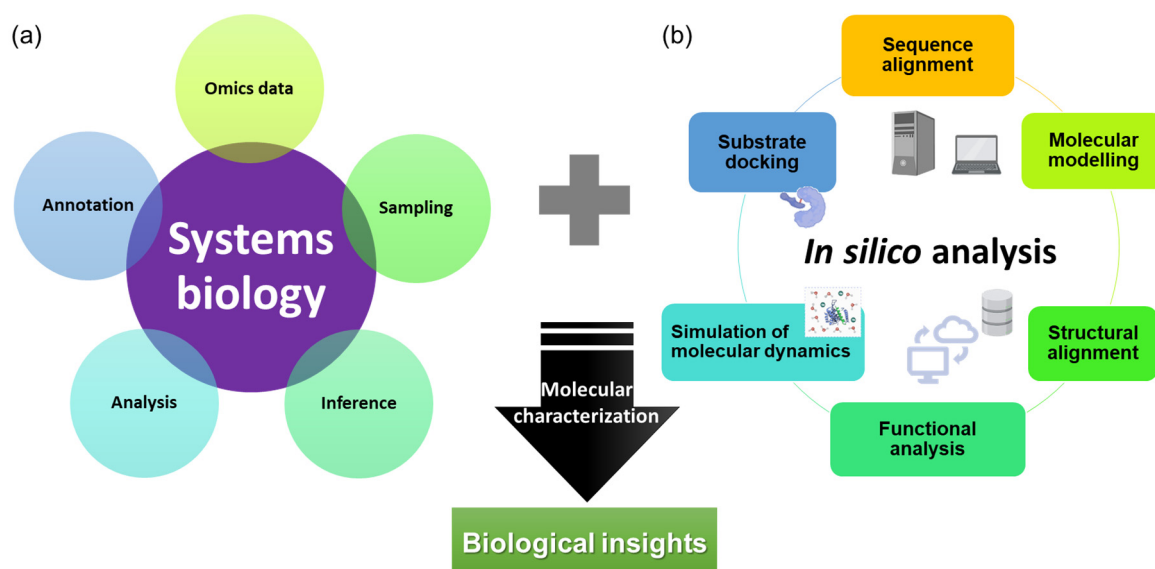 (a)
Omics data
Annotation
Sampling
Systems
biology
Analysis
Inference
Molecular
characterization
Biological insights
(b)
Sequence
alignment
Substrate
docking
Molecular
modelling
In silico analysis
Simulation of
molecular dynamics
Structural
alignment
Functional
analysis